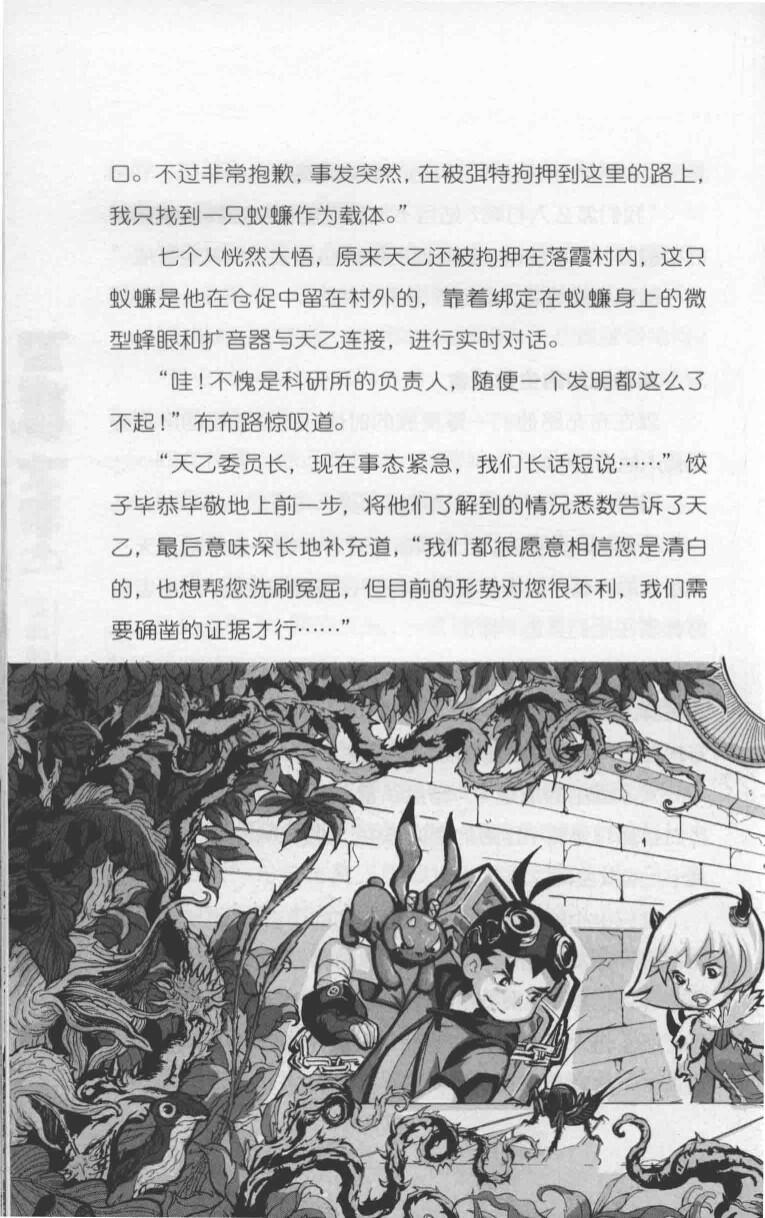 口。不过非常抱歉，事发突然，在被弭特拘押到这里的路上，
我只找到一只蚁蠊作为载体。”
七个人恍然大悟，原来天乙还被拘押在落霞村内，这只
蚁蠊是他在仓促中留在村外的，靠着绑定在蚁蠊身上的微
型蜂眼和扩音器与天乙连接，进行实时对话。
“哇！不愧是科研所的负责人，随便一个发明都这么了
不起！”布布路惊叹道。
“天乙委员长，现在事态紧急，我们长话短说……”饺
子毕恭毕敬地上前一步，将他们了解到的情况悉数告诉了天
乙，最后意味深长地补充道，“我们都很愿意相信您是清白
的，也想帮您洗刷冤屈，但目前的形势对您很不利，我们需
要确凿的证据才行……”